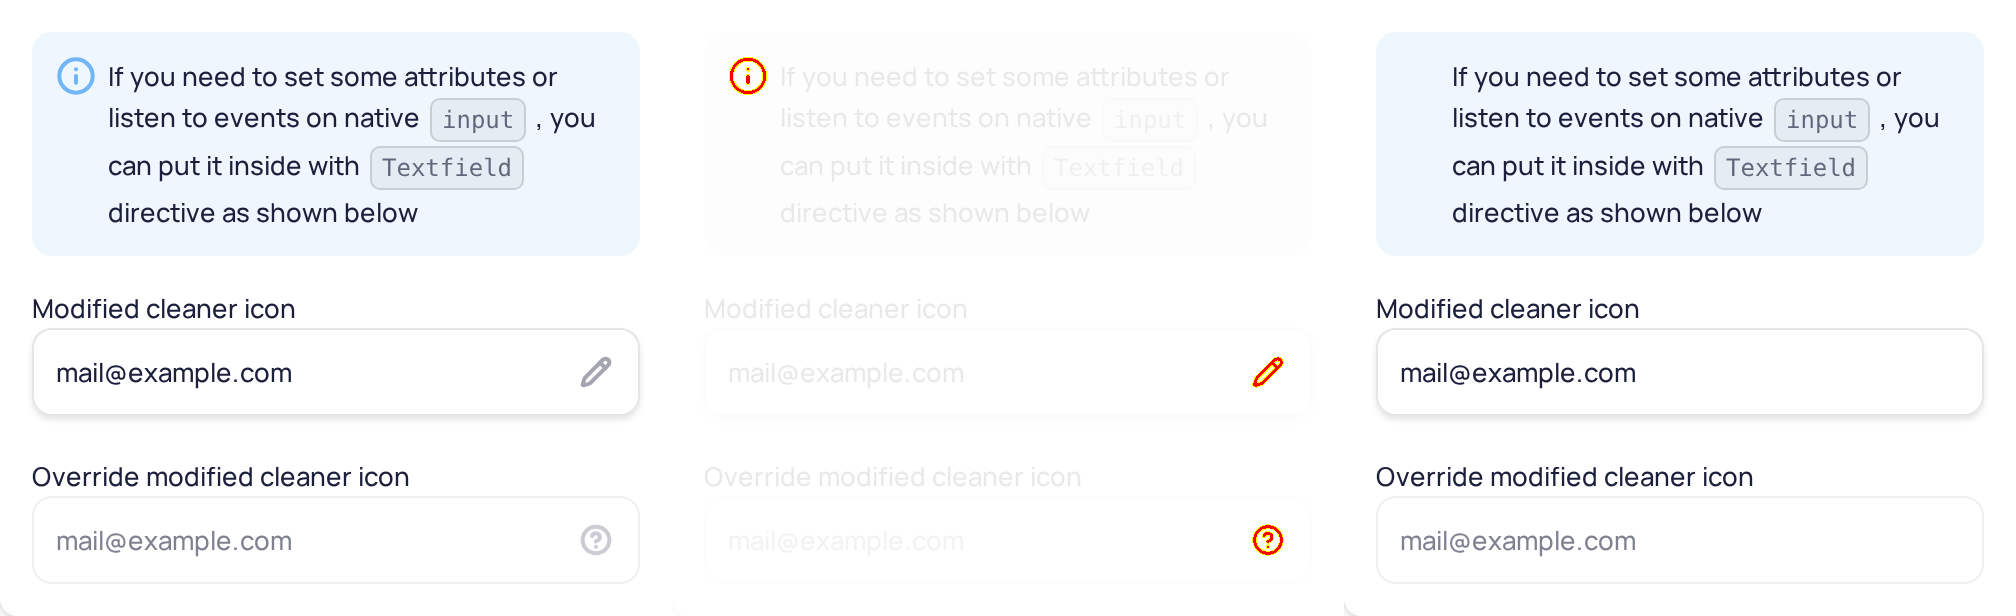 If you need to set some attributes or
listen to events on native input , you
can put it inside with Textfield
directive as shown below
Modified cleaner icon
mail@example.com
Override modified cleaner icon
mail@example.com
If you need to set some attributes or
listen to events on native input , you
can put it inside with Textfield
directive as shown below
Modified cleaner icon
mail@example.com
Override modified cleaner icon
mail@example.com
If you need to set some attributes or
listen to events on native input , you
can put it inside with Textfield
directive as shown below
Modified cleaner icon
mail@example.com
Override modified cleaner icon
mail@example.com